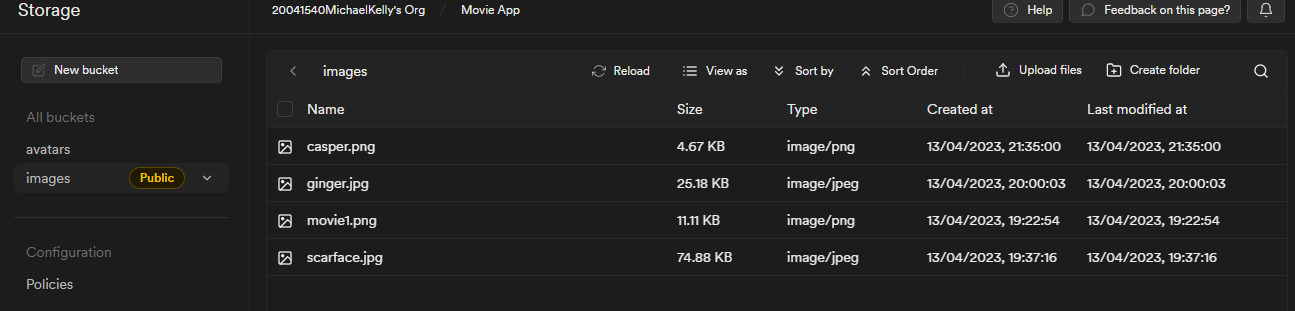 Storage
20041540MichaelKelly's Org / Movie App
Help
Feedback on this page?
New bucket
All buckets
avatars
images Public
Configuration
Policies
images
Reload View as Sort by Sort Order Upload files Create folder
Name Size Type Created at Last modified at
casper.png 4.67 KB image/png 13/04/2023, 21:35:00 13/04/2023, 21:35:00
ginger.jpg 25.18 KB image/jpeg 13/04/2023, 20:00:03 13/04/2023, 20:00:03
movie1.png 11.11 KB image/png 13/04/2023, 19:22:54 13/04/2023, 19:22:54
scarface.jpg 74.88 KB image/jpeg 13/04/2023, 19:37:16 13/04/2023, 19:37:16